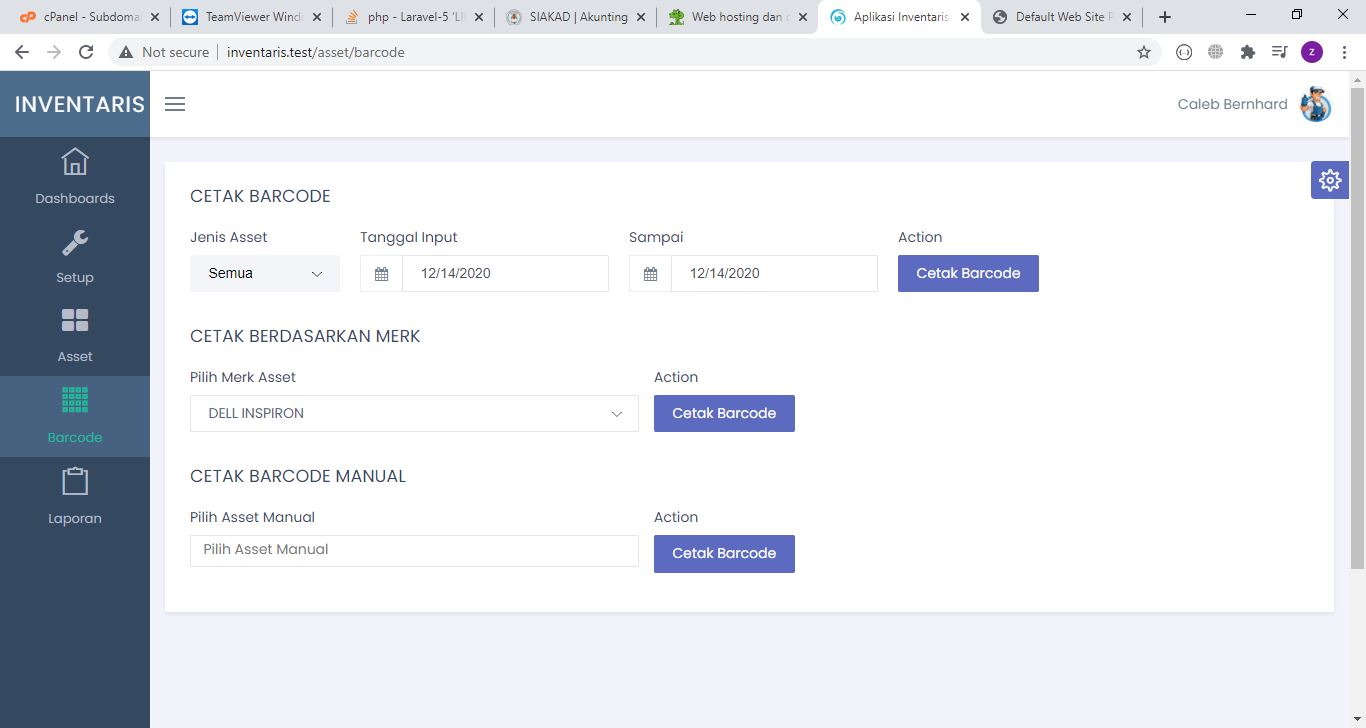 cPanel - Subdomai
TeamViewer Wind
php - Laravel-5 'LI
SIAKAD | Akunting
Web hosting dan
Aplikasi Inventaris
Default Web Site P
Not secure
inventaris.test/asset/barcode
z
INVENTARIS
Caleb Bernhard
Dashboards
Setup
Asset
Barcode
Laporan
CETAK BARCODE
Jenis Asset Tanggal Input Sampai Action
Semua 12/14/2020 12/14/2020 Cetak Barcode
CETAK BERDASARKAN MERK
Pilih Merk Asset Action
DELL INSPIRON Cetak Barcode
CETAK BARCODE MANUAL
Pilih Asset Manual Action
Pilih Asset Manual Cetak Barcode